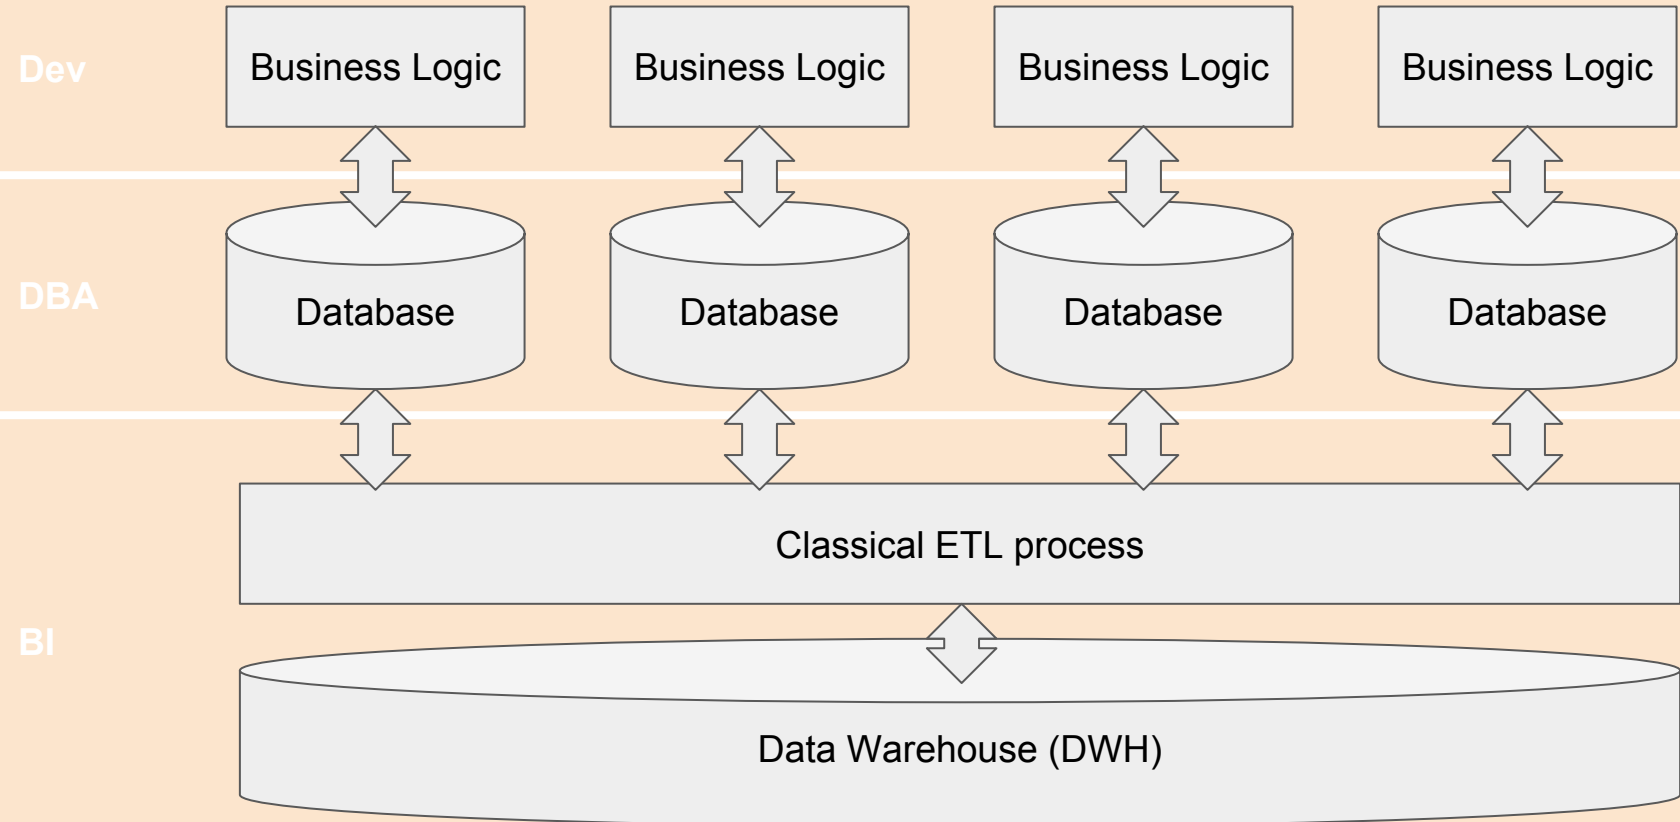 Dev
Business Logic
Business Logic
Business Logic
Business Logic
DBA
Database
Database
Database
Database
Classical ETL process
BI
Data Warehouse (DWH)